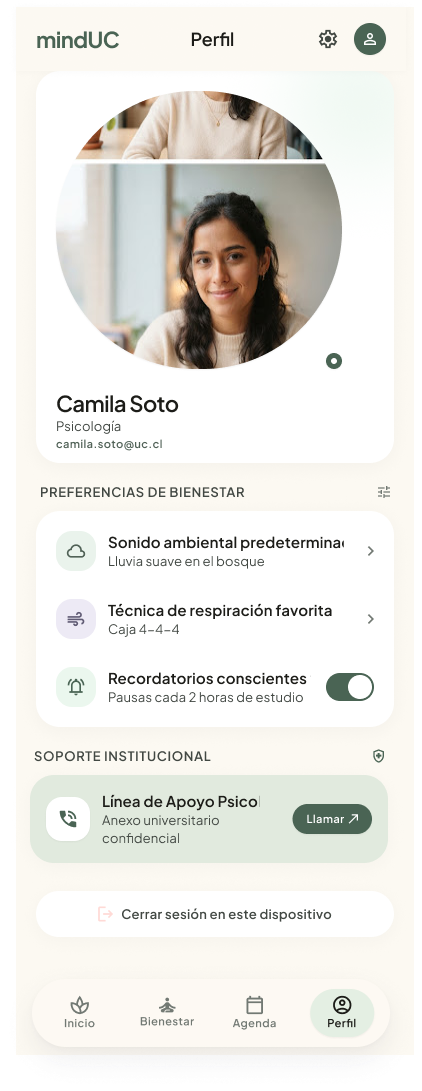 mindUC
Perfil
Camila Soto
Psicología
camila.soto@uc.cl
PREFERENCIAS DE BIENESTAR
Sonido ambiental predetermina
Lluvia suave en el bosque
Técnica de respiración favorita
Caja 4–4–4
Recordatorios conscientes
Pausas cada 2 horas de estudio
SOPORTE INSTITUCIONAL
Línea de Apoyo Psico
Anexo universitario
confidencial
Llamar
Cerrar sesión en este dispositivo
Inicio
Bienestar
Agenda
Perfil